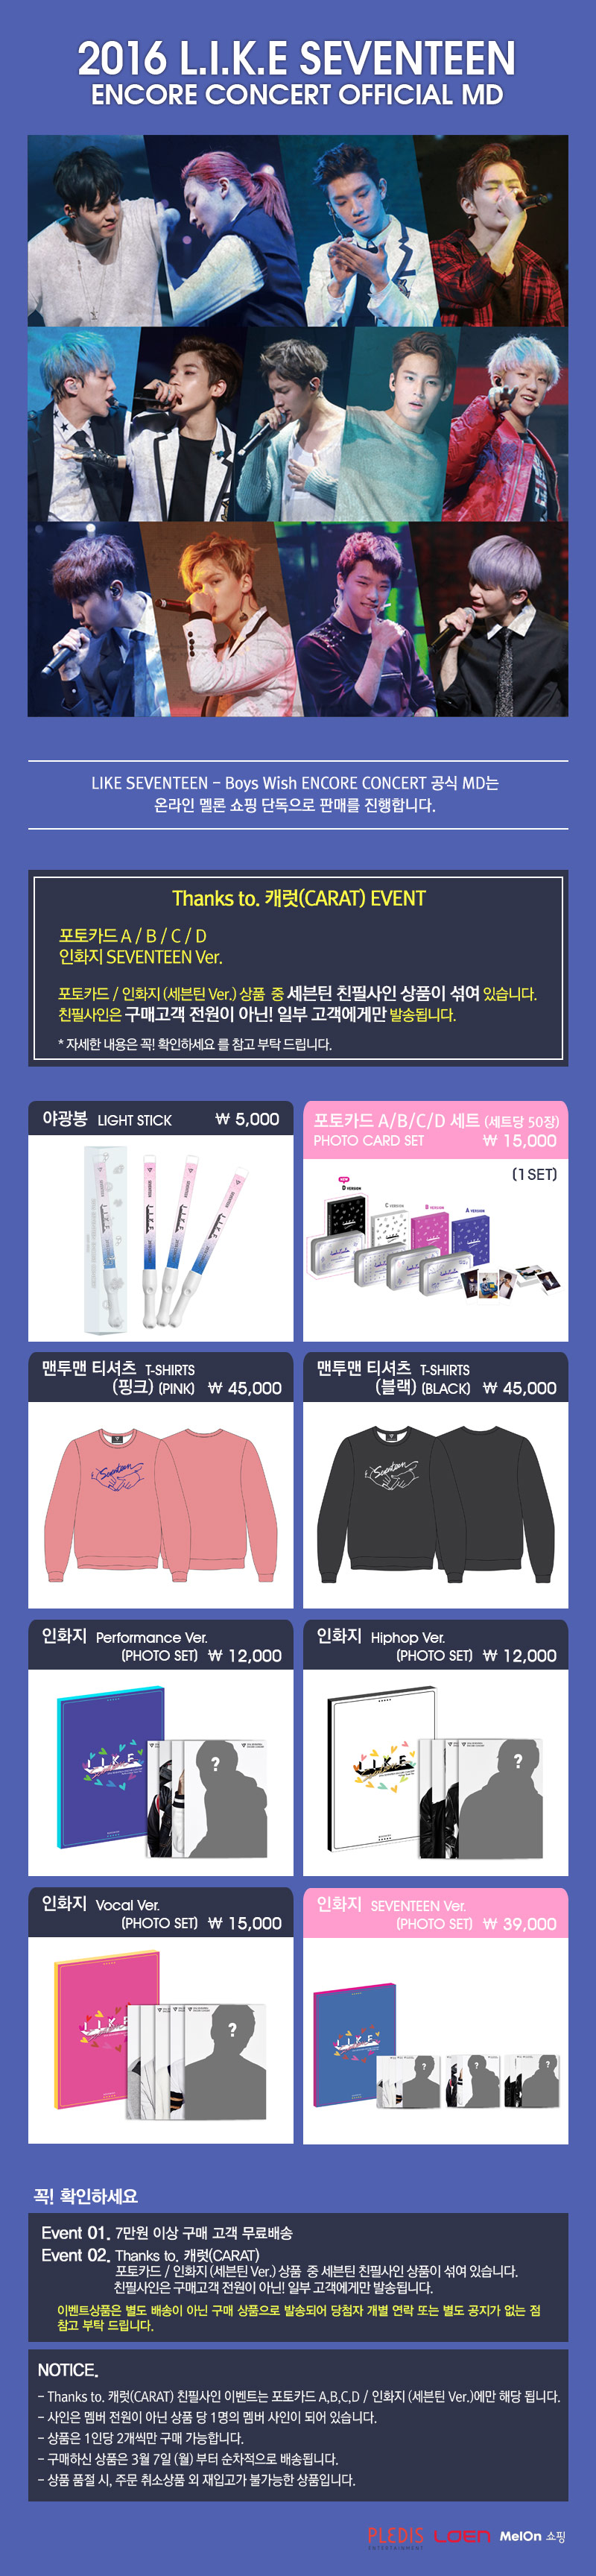 2016 L.I.K.E SEVENTEEN
ENCORE CONCERT OFFICIAL MD
LIKE SEVENTEEN - Boys Wish ENCORE CONCERT 공식 MD는
온라인 멜론 쇼핑 단독으로 판매를 진행합니다.
Thanks to. 캐럿(CARAT) EVENT
포토카드 A / B / C / D
인화지 SEVENTEEN Ver.
포토카드 / 인화지 (세븐틴 Ver.) 상품 중 세븐틴 친필사인 상품이 섞여 있습니다.
친필사인은 구매고객 전원이 아닌! 일부 고객에게만 발송됩니다.
* 자세한 내용은 꼭! 확인하세요 를 참고 부탁 드립니다.
야광봉 LIGHT STICK ₩ 5,000
포토카드 A/B/C/D 세트 (세트당 50장)
PHOTO CARD SET ₩ 15,000
(1 SET)
NEW
D VERSION
C VERSION
B VERSION
A VERSION
맨투맨 티셔츠 T-SHIRTS
(핑크) (PINK) ₩ 45,000
맨투맨 티셔츠 T-SHIRTS
(블랙) (BLACK) ₩ 45,000
Seventeen
Seventeen
인화지 Performance Ver.
(PHOTO SET) ₩ 12,000
인화지 Hiphop Ver.
(PHOTO SET) ₩ 12,000
L I K E
?
L I K E
?
인화지 Vocal Ver.
(PHOTO SET) ₩ 15,000
인화지 SEVENTEEN Ver.
(PHOTO SET) ₩ 39,000
L I K E
?
L I K E
?
?
?
꼭! 확인하세요
Event 01. 7만원 이상 구매 고객 무료배송
Event 02. Thanks to. 캐럿(CARAT)
포토카드 / 인화지 (세븐틴 Ver.) 상품 중 세븐틴 친필사인 상품이 섞여 있습니다.
친필사인은 구매고객 전원이 아닌! 일부 고객에게만 발송됩니다.
이벤트상품은 별도 배송이 아닌 구매 상품으로 발송되어 당첨자 개별 연락 또는 별도 공지가 없는 점
참고 부탁 드립니다.
NOTICE.
- Thanks to. 캐럿(CARAT) 친필사인 이벤트는 포토카드 A,B,C,D / 인화지 (세븐틴 Ver.)에만 해당 됩니다.
- 사인은 멤버 전원이 아닌 상품 당 1명의 멤버 사인이 되어 있습니다.
- 상품은 1인당 2개씩만 구매 가능합니다.
- 구매하신 상품은 3월 7일 (월) 부터 순차적으로 배송됩니다.
- 상품 품절 시, 주문 취소상품 외 재입고가 불가능한 상품입니다.
PLEDIS
ENTERTAINMENT
LOEN
MelOn 쇼핑